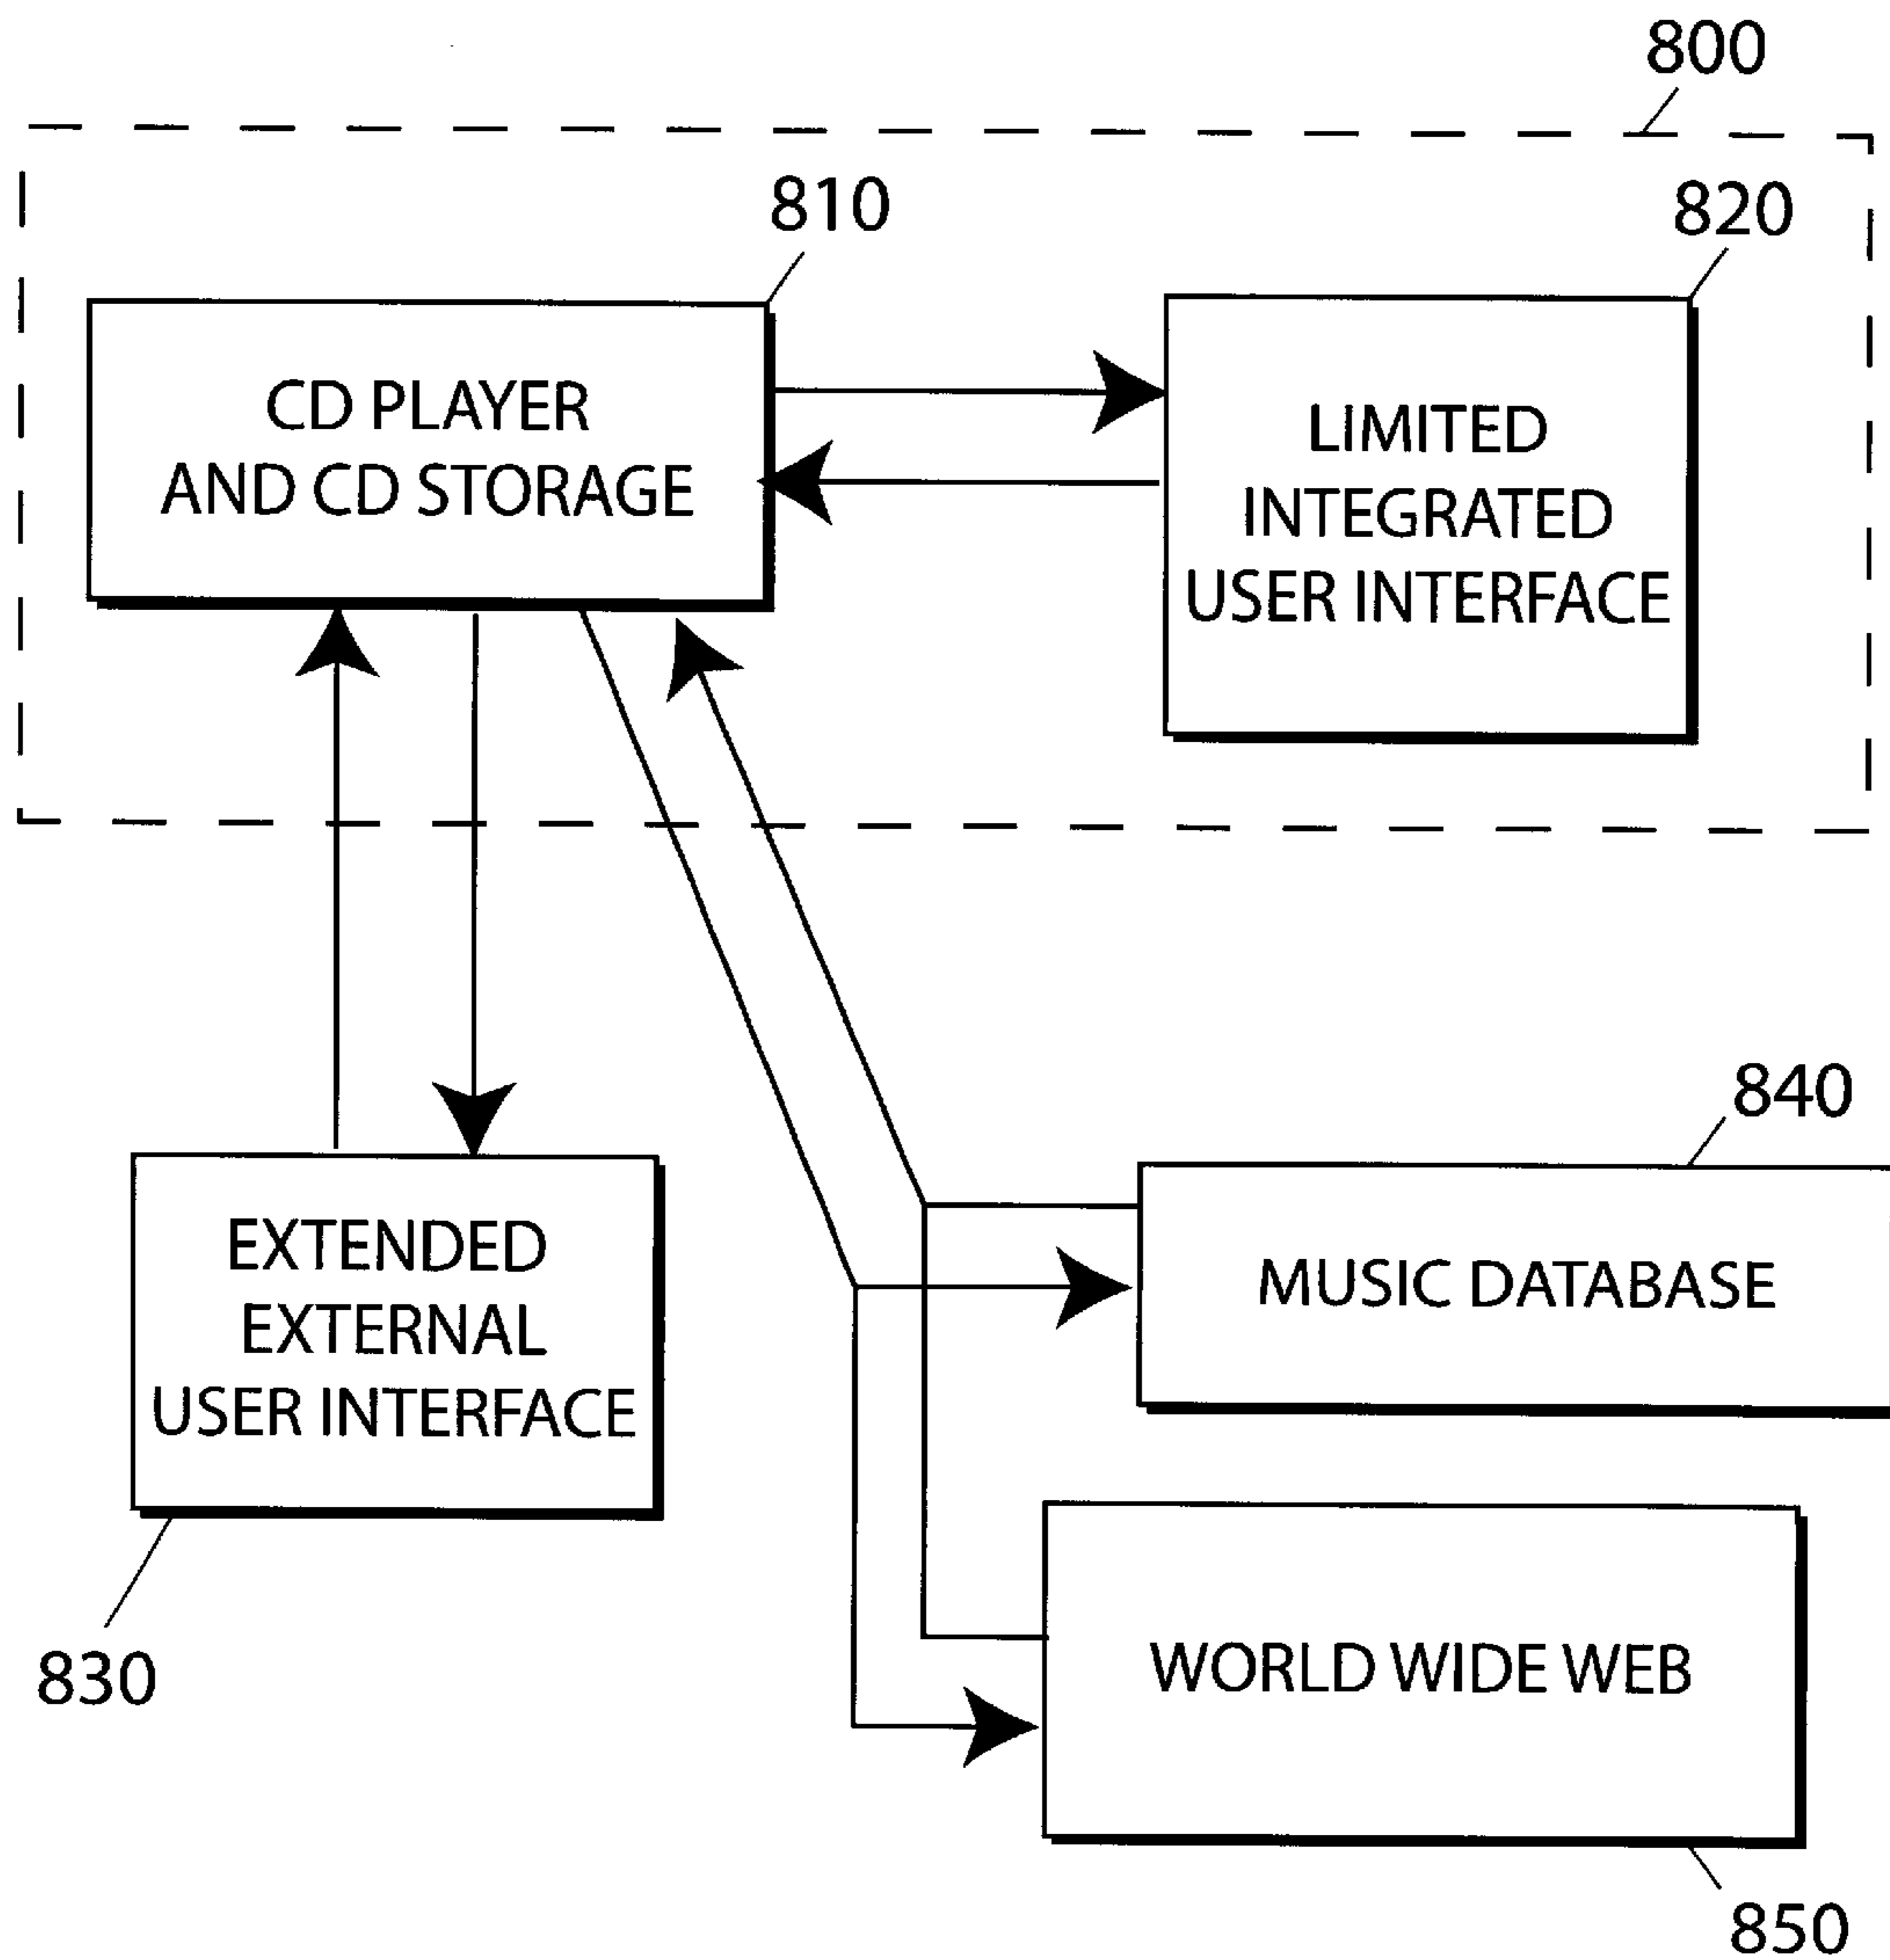 800
810
820
CD PLAYER
AND CD STORAGE
LIMITED
INTEGRATED
USER INTERFACE
840
EXTENDED
EXTERNAL
USER INTERFACE
MUSIC DATABASE
830
WORLD WIDE WEB
850